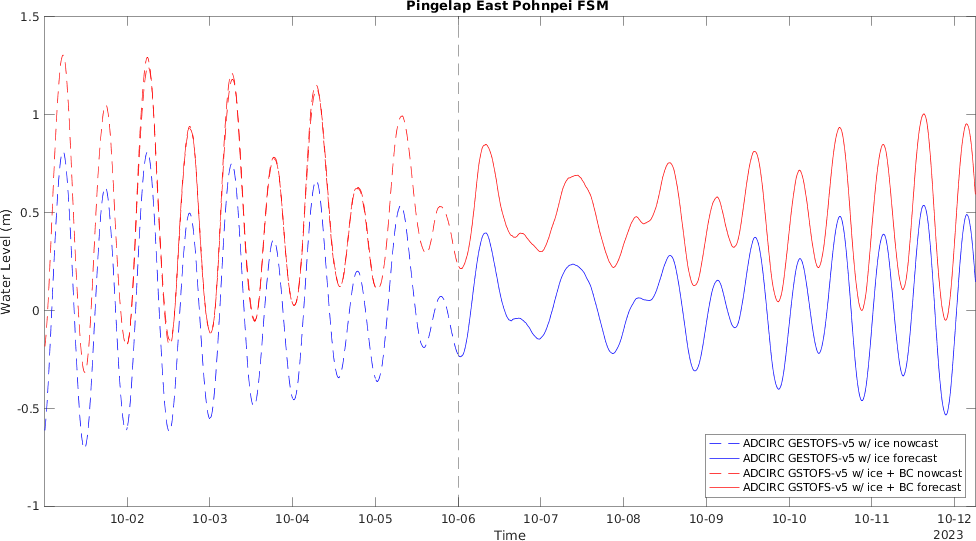 Pingelap East Pohnpei FSM
1.5
1
0.5
0
-0.5
-1
Water Level (m)
10-02 10-03 10-04 10-05 10-06 10-07 10-08 10-09 10-10 10-11 10-12
Time
2023
ADCIRC GESTOFS-v5 w/ ice nowcast
ADCIRC GESTOFS-v5 w/ ice forecast
ADCIRC GSTOFS-v5 w/ ice + BC nowcast
ADCIRC GSTOFS-v5 w/ ice + BC forecast